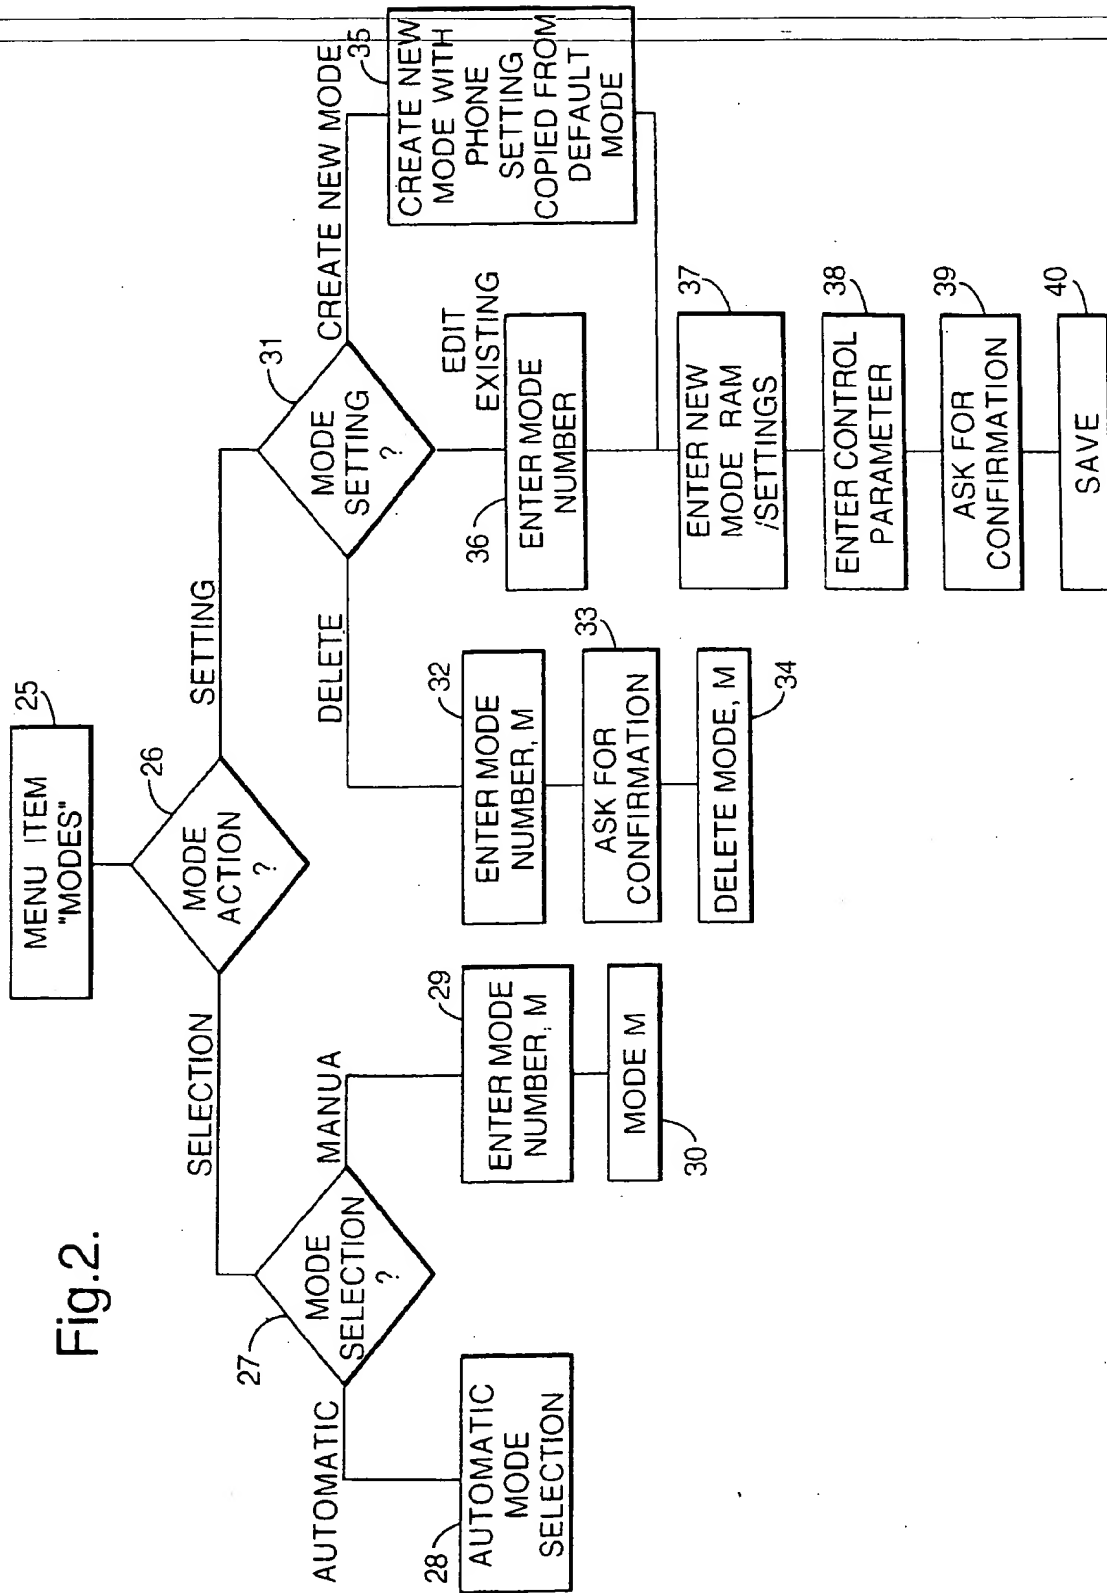 Fig.2.
MENU ITEM
"MODES"
25
MODE
ACTION
?
26
SELECTION
SETTING
MODE
SELECTION
?
27
AUTOMATIC
MANUA
AUTOMATIC
MODE
SELECTION
28
ENTER MODE
NUMBER, M
29
MODE M
30
MODE
SETTING
?
31
DELETE
EDIT
EXISTING
CREATE NEW MODE
ENTER MODE
NUMBER, M
32
ASK FOR
CONFIRMATION
33
DELETE MODE, M
34
CREATE NEW
MODE WITH
PHONE
SETTING
COPIED FROM
DEFAULT
MODE
35
ENTER MODE
NUMBER
36
ENTER NEW
MODE RAM
/SETTINGS
37
ENTER CONTROL
PARAMETER
38
ASK FOR
CONFIRMATION
39
SAVE
40